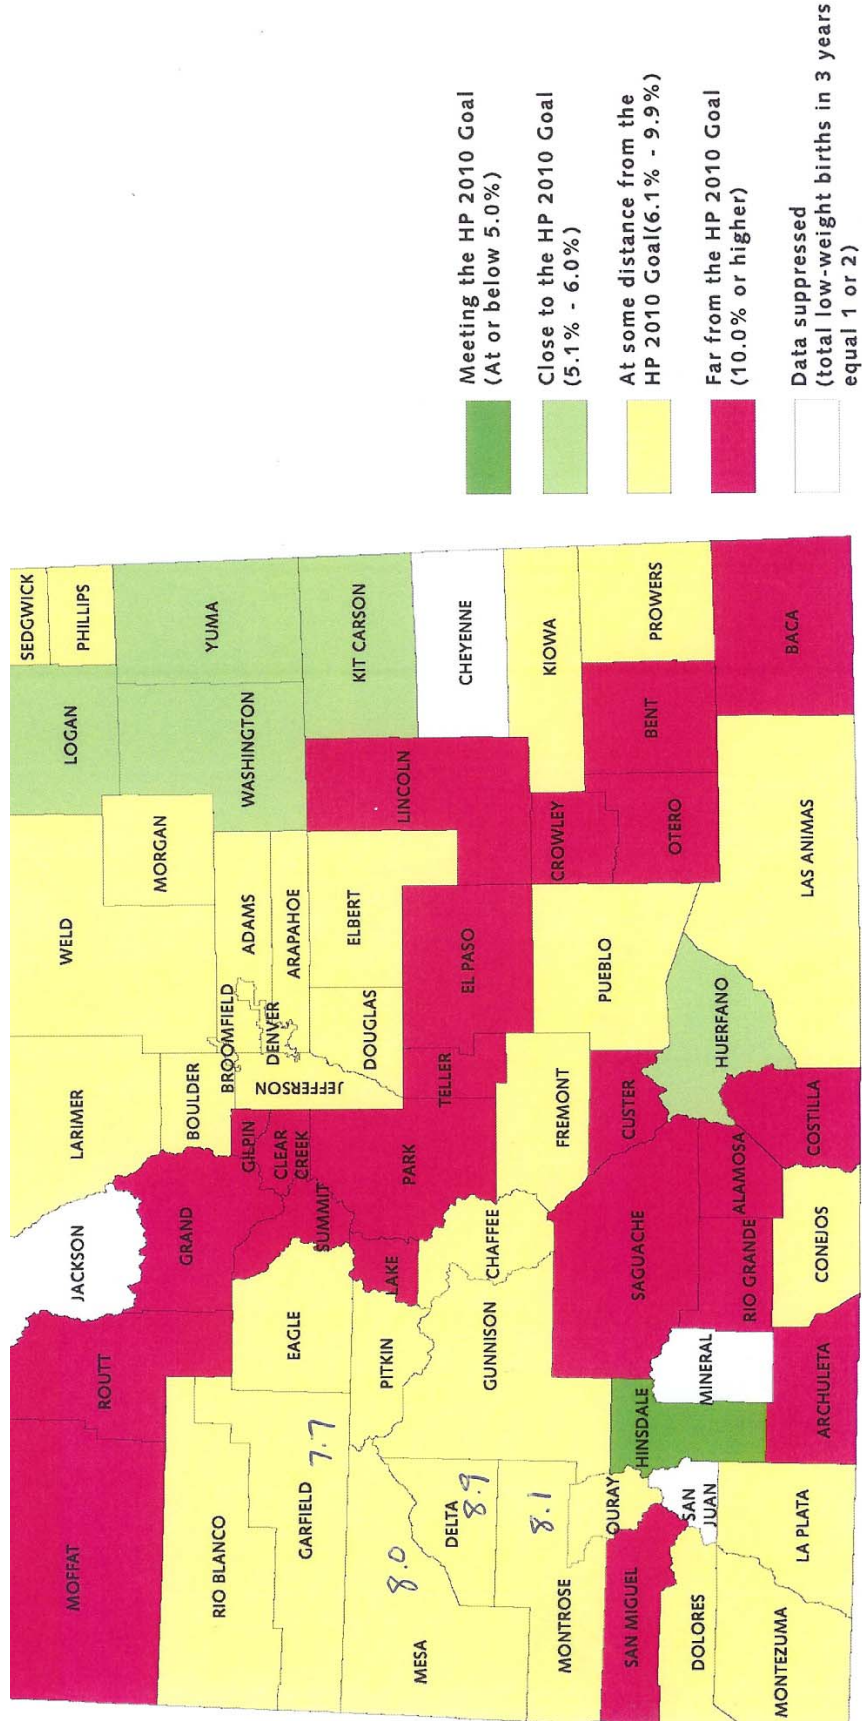 MOFFAT
ROUTT
JACKSON
LARIMER
WELD
LOGAN
SEDGWICK
PHILLIPS
GRAND
BOULDER
BROOMFIELD
MORGAN
WASHINGTON
YUMA
RIO BLANCO
GARFIELD
7.7
EAGLE
SUMMIT
GILPIN
CLEAR
CREEK
JEFFERSON
DENVER
ADAMS
ARAPAHOE
MESA
8.0
PITKIN
LAKE
PARK
DOUGLAS
ELBERT
LINCOLN
KIT CARSON
DELTA
8.9
GUNNISON
CHAFFEE
TELLER
EL PASO
CHEYENNE
MONTROSE
8.1
OURAY
FREMONT
PUEBLO
CROWLEY
KIOWA
SAN MIGUEL
HINSDALE
SAGUACHE
CUSTER
OTERO
BENT
PROWERS
DOLORES
SAN
JUAN
MINERAL
RIO GRANDE
ALAMOSA
HUERFANO
LAS ANIMAS
BACA
MONTEZUMA
LA PLATA
ARCHULETA
CONEJOS
COSTILLA
Meeting the HP 2010 Goal
(At or below 5.0%)
Close to the HP 2010 Goal
(5.1% - 6.0%)
At some distance from the
HP 2010 Goal(6.1% - 9.9%)
Far from the HP 2010 Goal
(10.0% or higher)
Data suppressed
(total low-weight births in 3 years
equal 1 or 2)